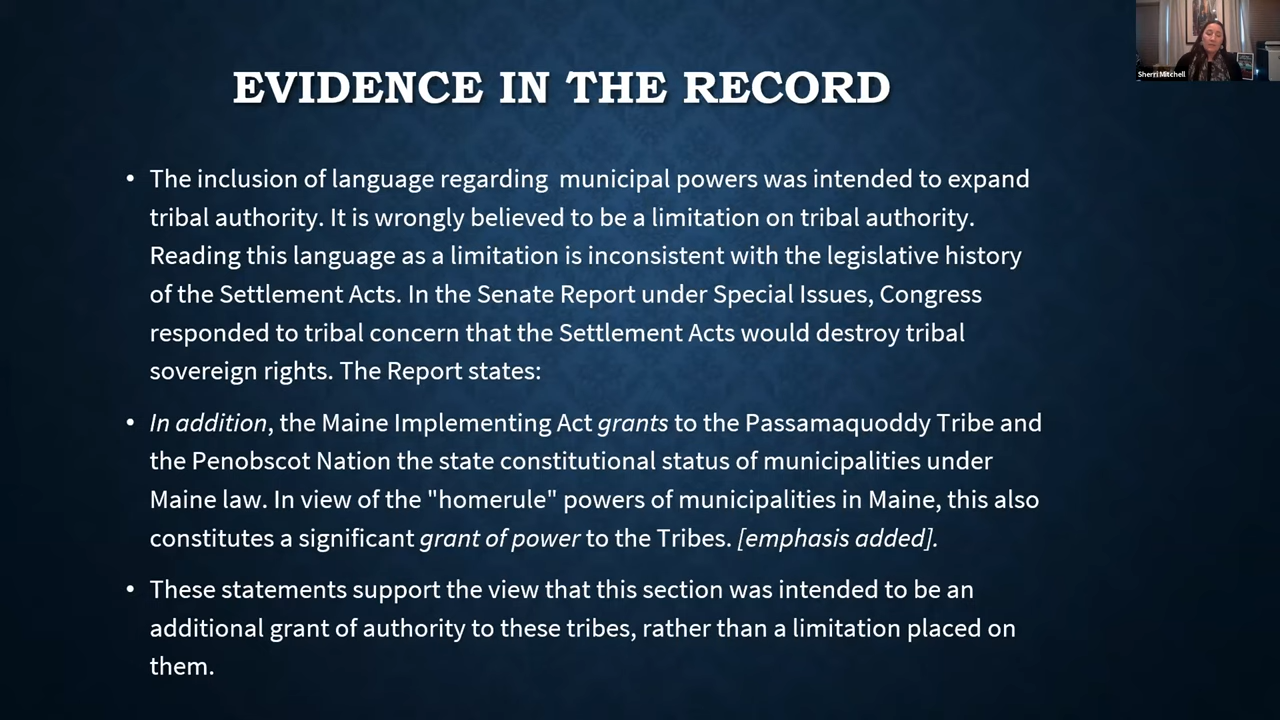 Sherri Mitchell
EVIDENCE IN THE RECORD
• The inclusion of language regarding  municipal powers was intended to expand
tribal authority. It is wrongly believed to be a limitation on tribal authority.
Reading this language as a limitation is inconsistent with the legislative history
of the Settlement Acts. In the Senate Report under Special Issues, Congress
responded to tribal concern that the Settlement Acts would destroy tribal
sovereign rights. The Report states:
• In addition, the Maine Implementing Act grants to the Passamaquoddy Tribe and
the Penobscot Nation the state constitutional status of municipalities under
Maine law. In view of the "homerule" powers of municipalities in Maine, this also
constitutes a significant grant of power to the Tribes. [emphasis added].
• These statements support the view that this section was intended to be an
additional grant of authority to these tribes, rather than a limitation placed on
them.